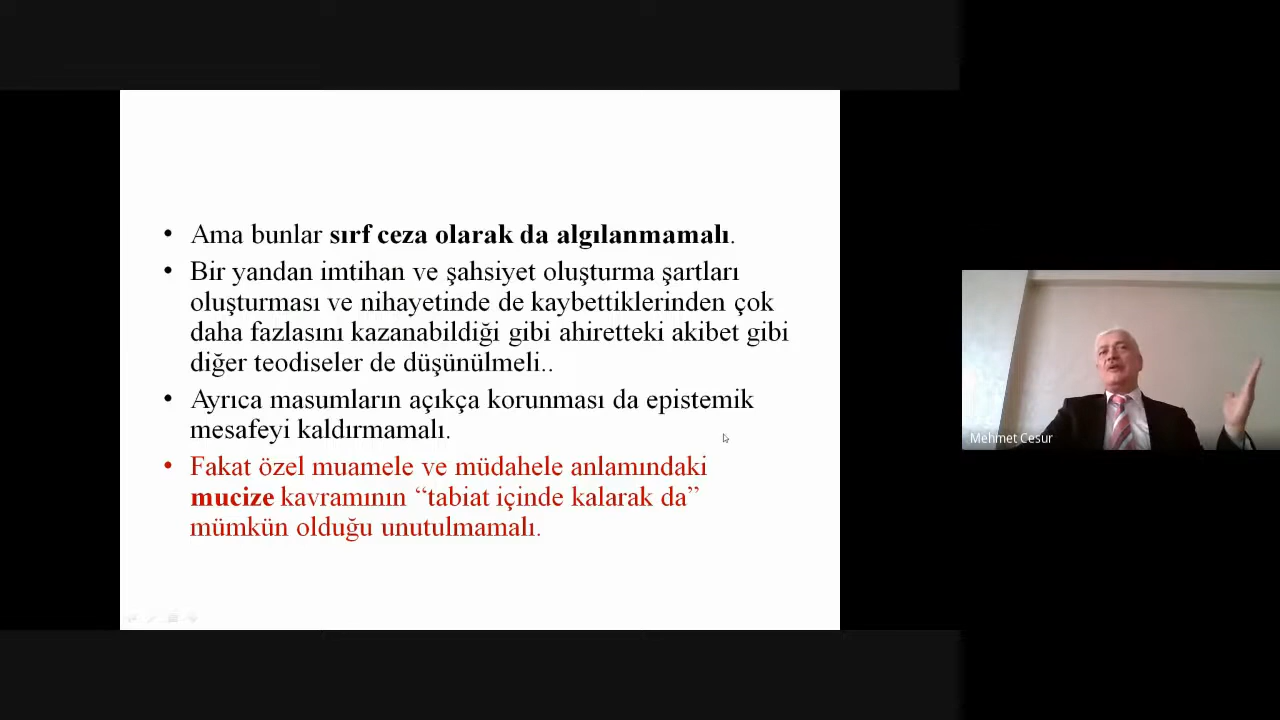 • Ama bunlar sırf ceza olarak da algılanmamalı.
• Bir yandan imtihan ve şahsiyet oluşturma şartları
oluşturması ve nihayetinde de kaybettiklerinden çok
daha fazlasını kazanabildiği gibi ahiretteki akibet gibi
diğer teodiseler de düşünülmeli..
• Ayrıca masumların açıkça korunması da epistemik
mesafeyi kaldırmamalı.
• Fakat özel muamele ve müdahele anlamındaki
mucize kavramının “tabiat içinde kalarak da”
mümkün olduğu unutulmamalı.
Mehmet Cesur